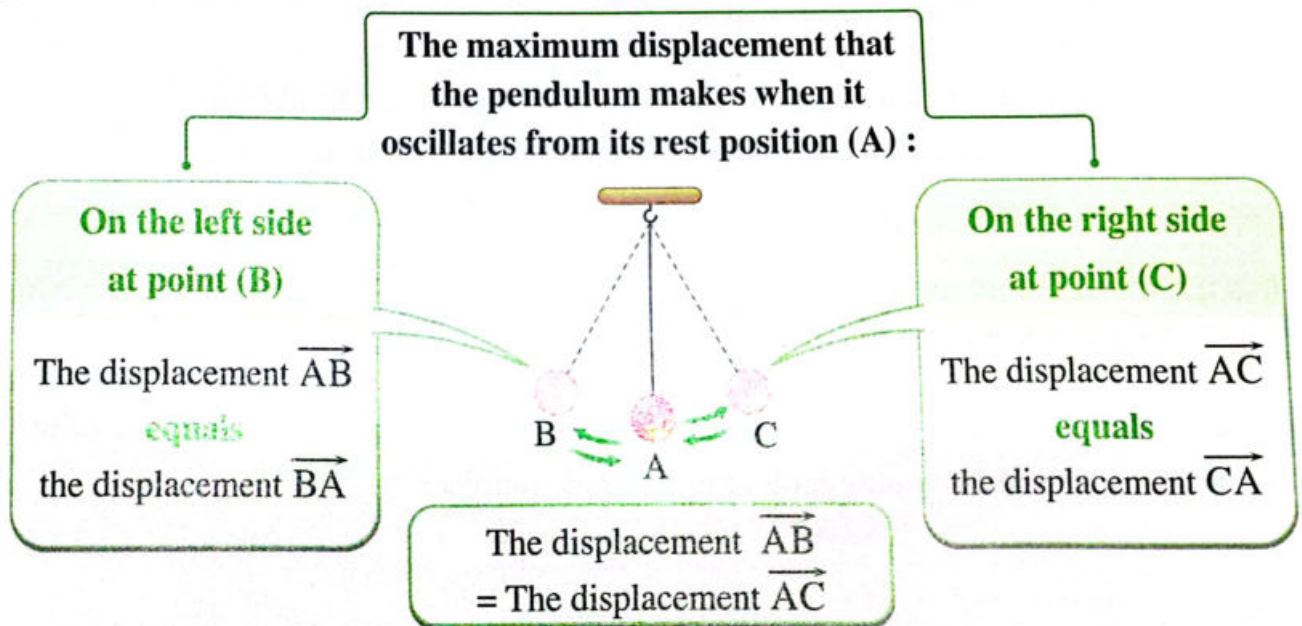 The maximum displacement that
the pendulum makes when it
oscillates from its rest position (A) :
On the left side
at point (B)
The displacement AB
equals
the displacement BA
B
A
C
On the right side
at point (C)
The displacement AC
equals
the displacement CA
The displacement AB
= The displacement AC